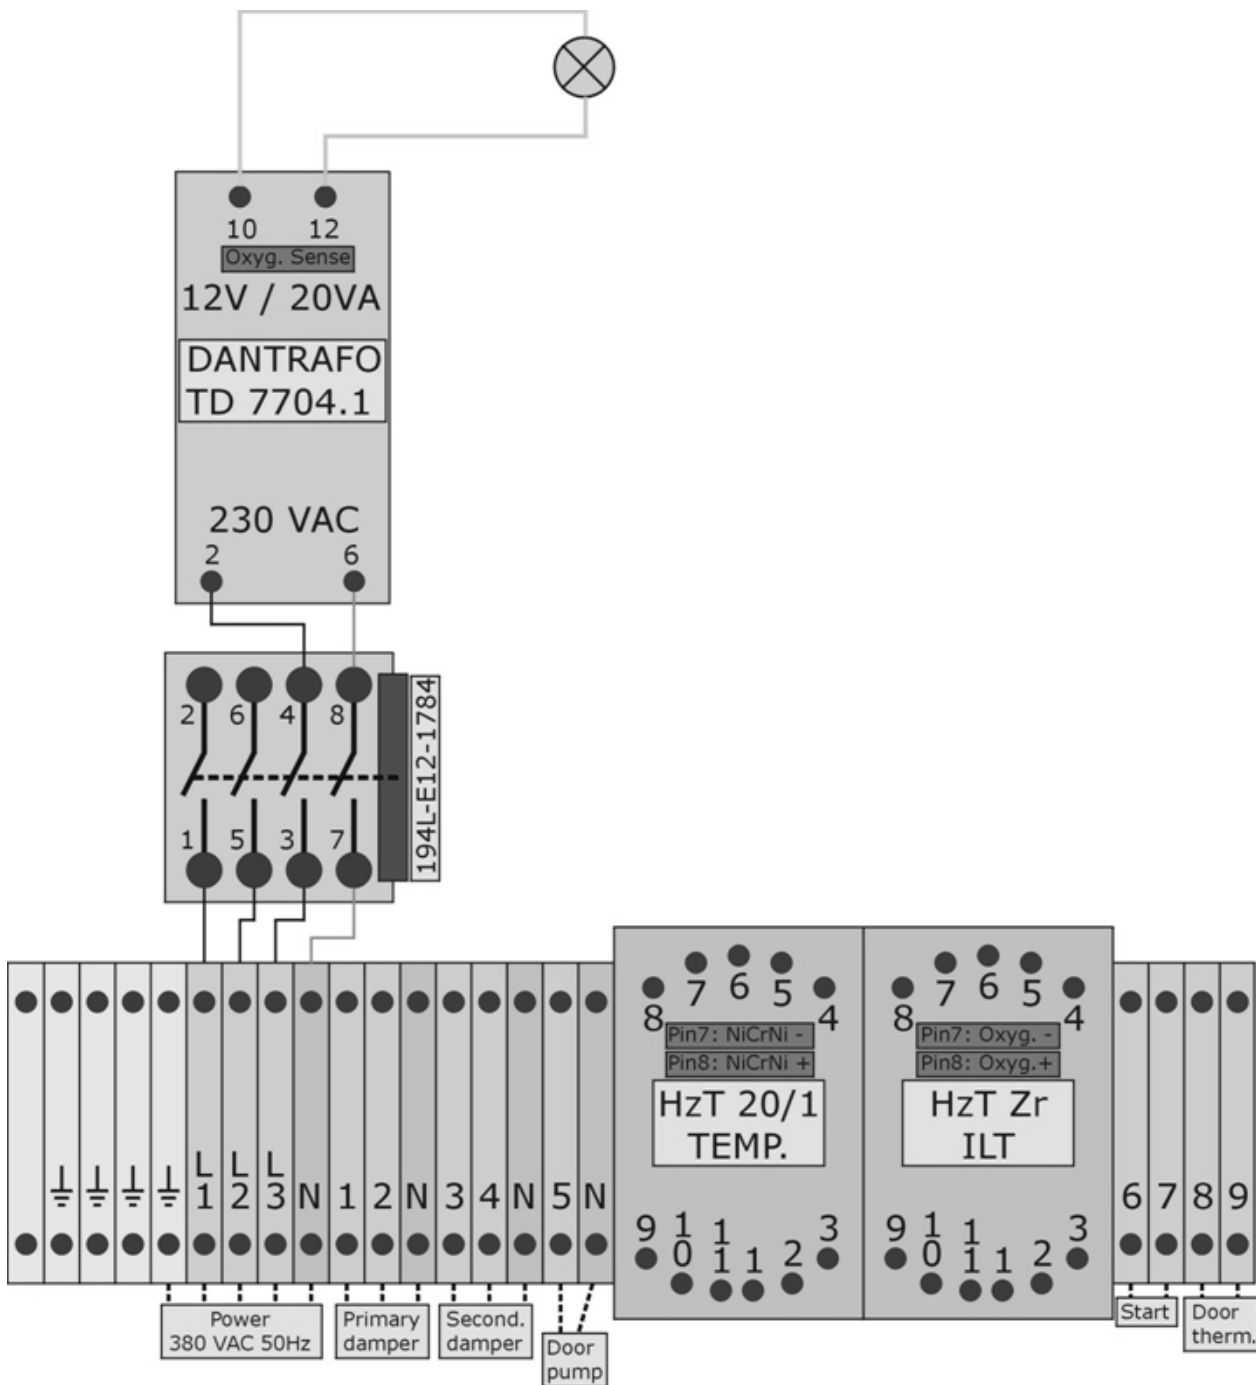 10 12
Oxyg. Sense
12V / 20VA
DANTRAFO
TD 7704.1
230 VAC
2 6
2 6 4 8
194L-E12-1784
1 5 3 7
7 6 5
8 4
Pin7: NiCrNi -
Pin8: NiCrNi +
HzT 20/1
TEMP.
7 6 5
8 4
Pin7: Oxyg. -
Pin8: Oxyg.+
HzT Zr
ILT
L1 L2 L3 N 1 2 N 3 4 N 5 N
9 10 11 1 2 3
9 10 11 1 2 3
6 7 8 9
Power
380 VAC 50Hz
Primary
damper
Second.
damper
Door
pump
Start
Door
therm.